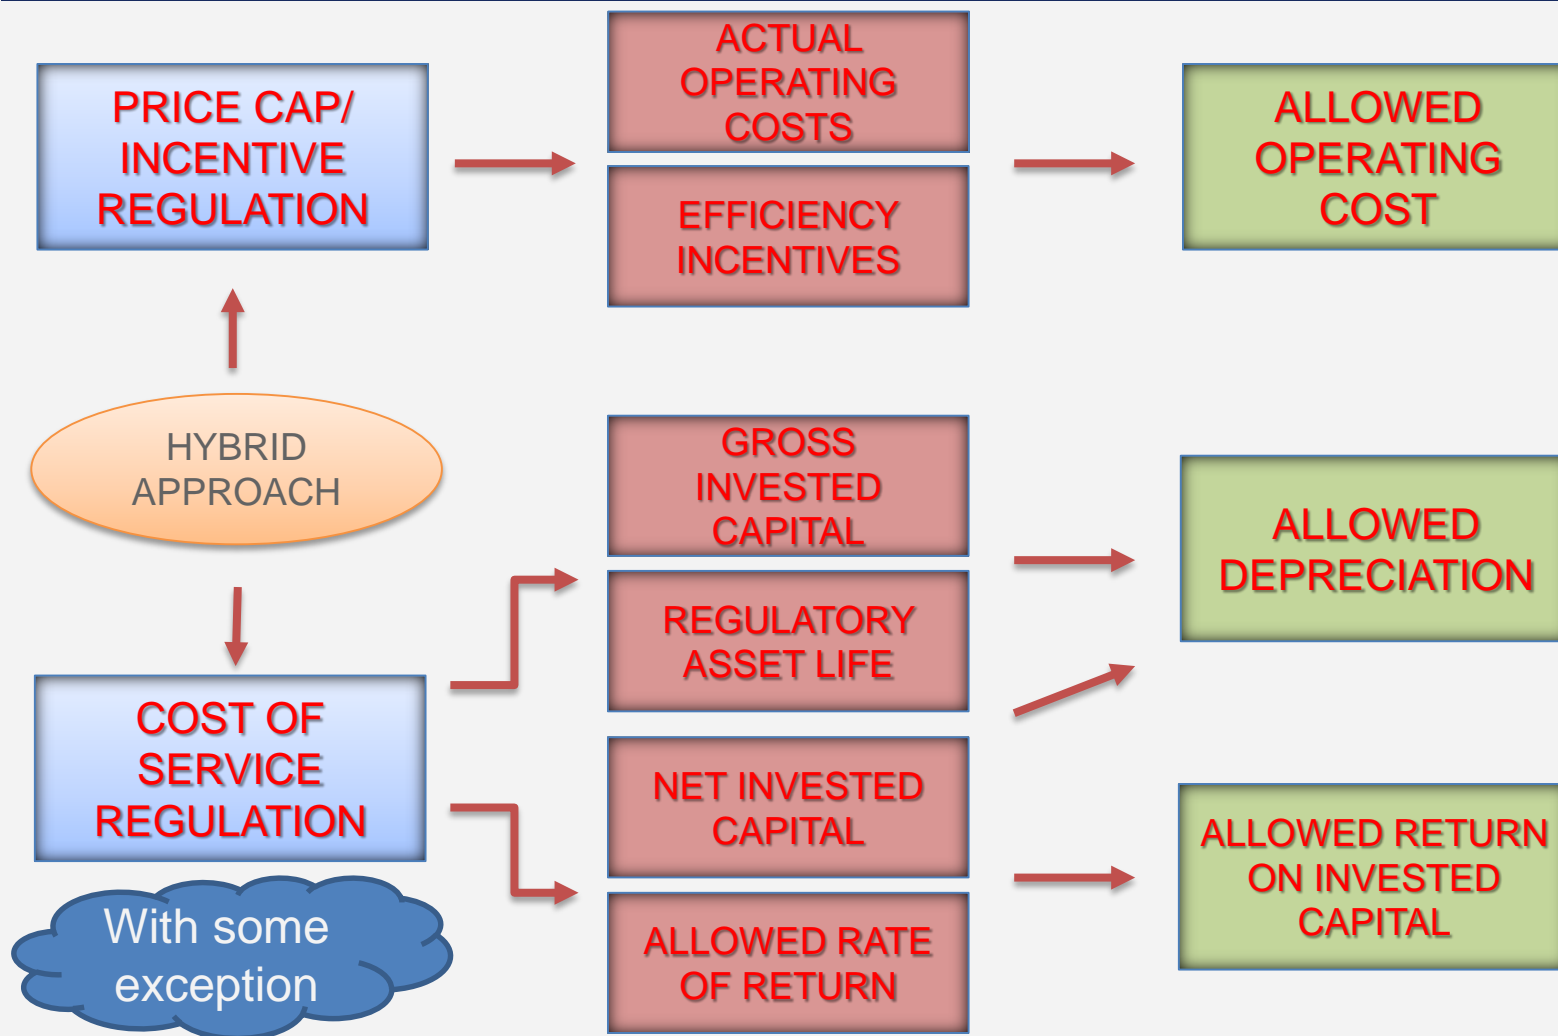 PRICE CAP/
INCENTIVE
REGULATION
ACTUAL
OPERATING
COSTS
EFFICIENCY
INCENTIVES
ALLOWED
OPERATING
COST
HYBRID
APPROACH
GROSS
INVESTED
CAPITAL
REGULATORY
ASSET LIFE
ALLOWED
DEPRECIATION
COST OF
SERVICE
REGULATION
NET INVESTED
CAPITAL
ALLOWED RATE
OF RETURN
ALLOWED RETURN
ON INVESTED
CAPITAL
With some
exception